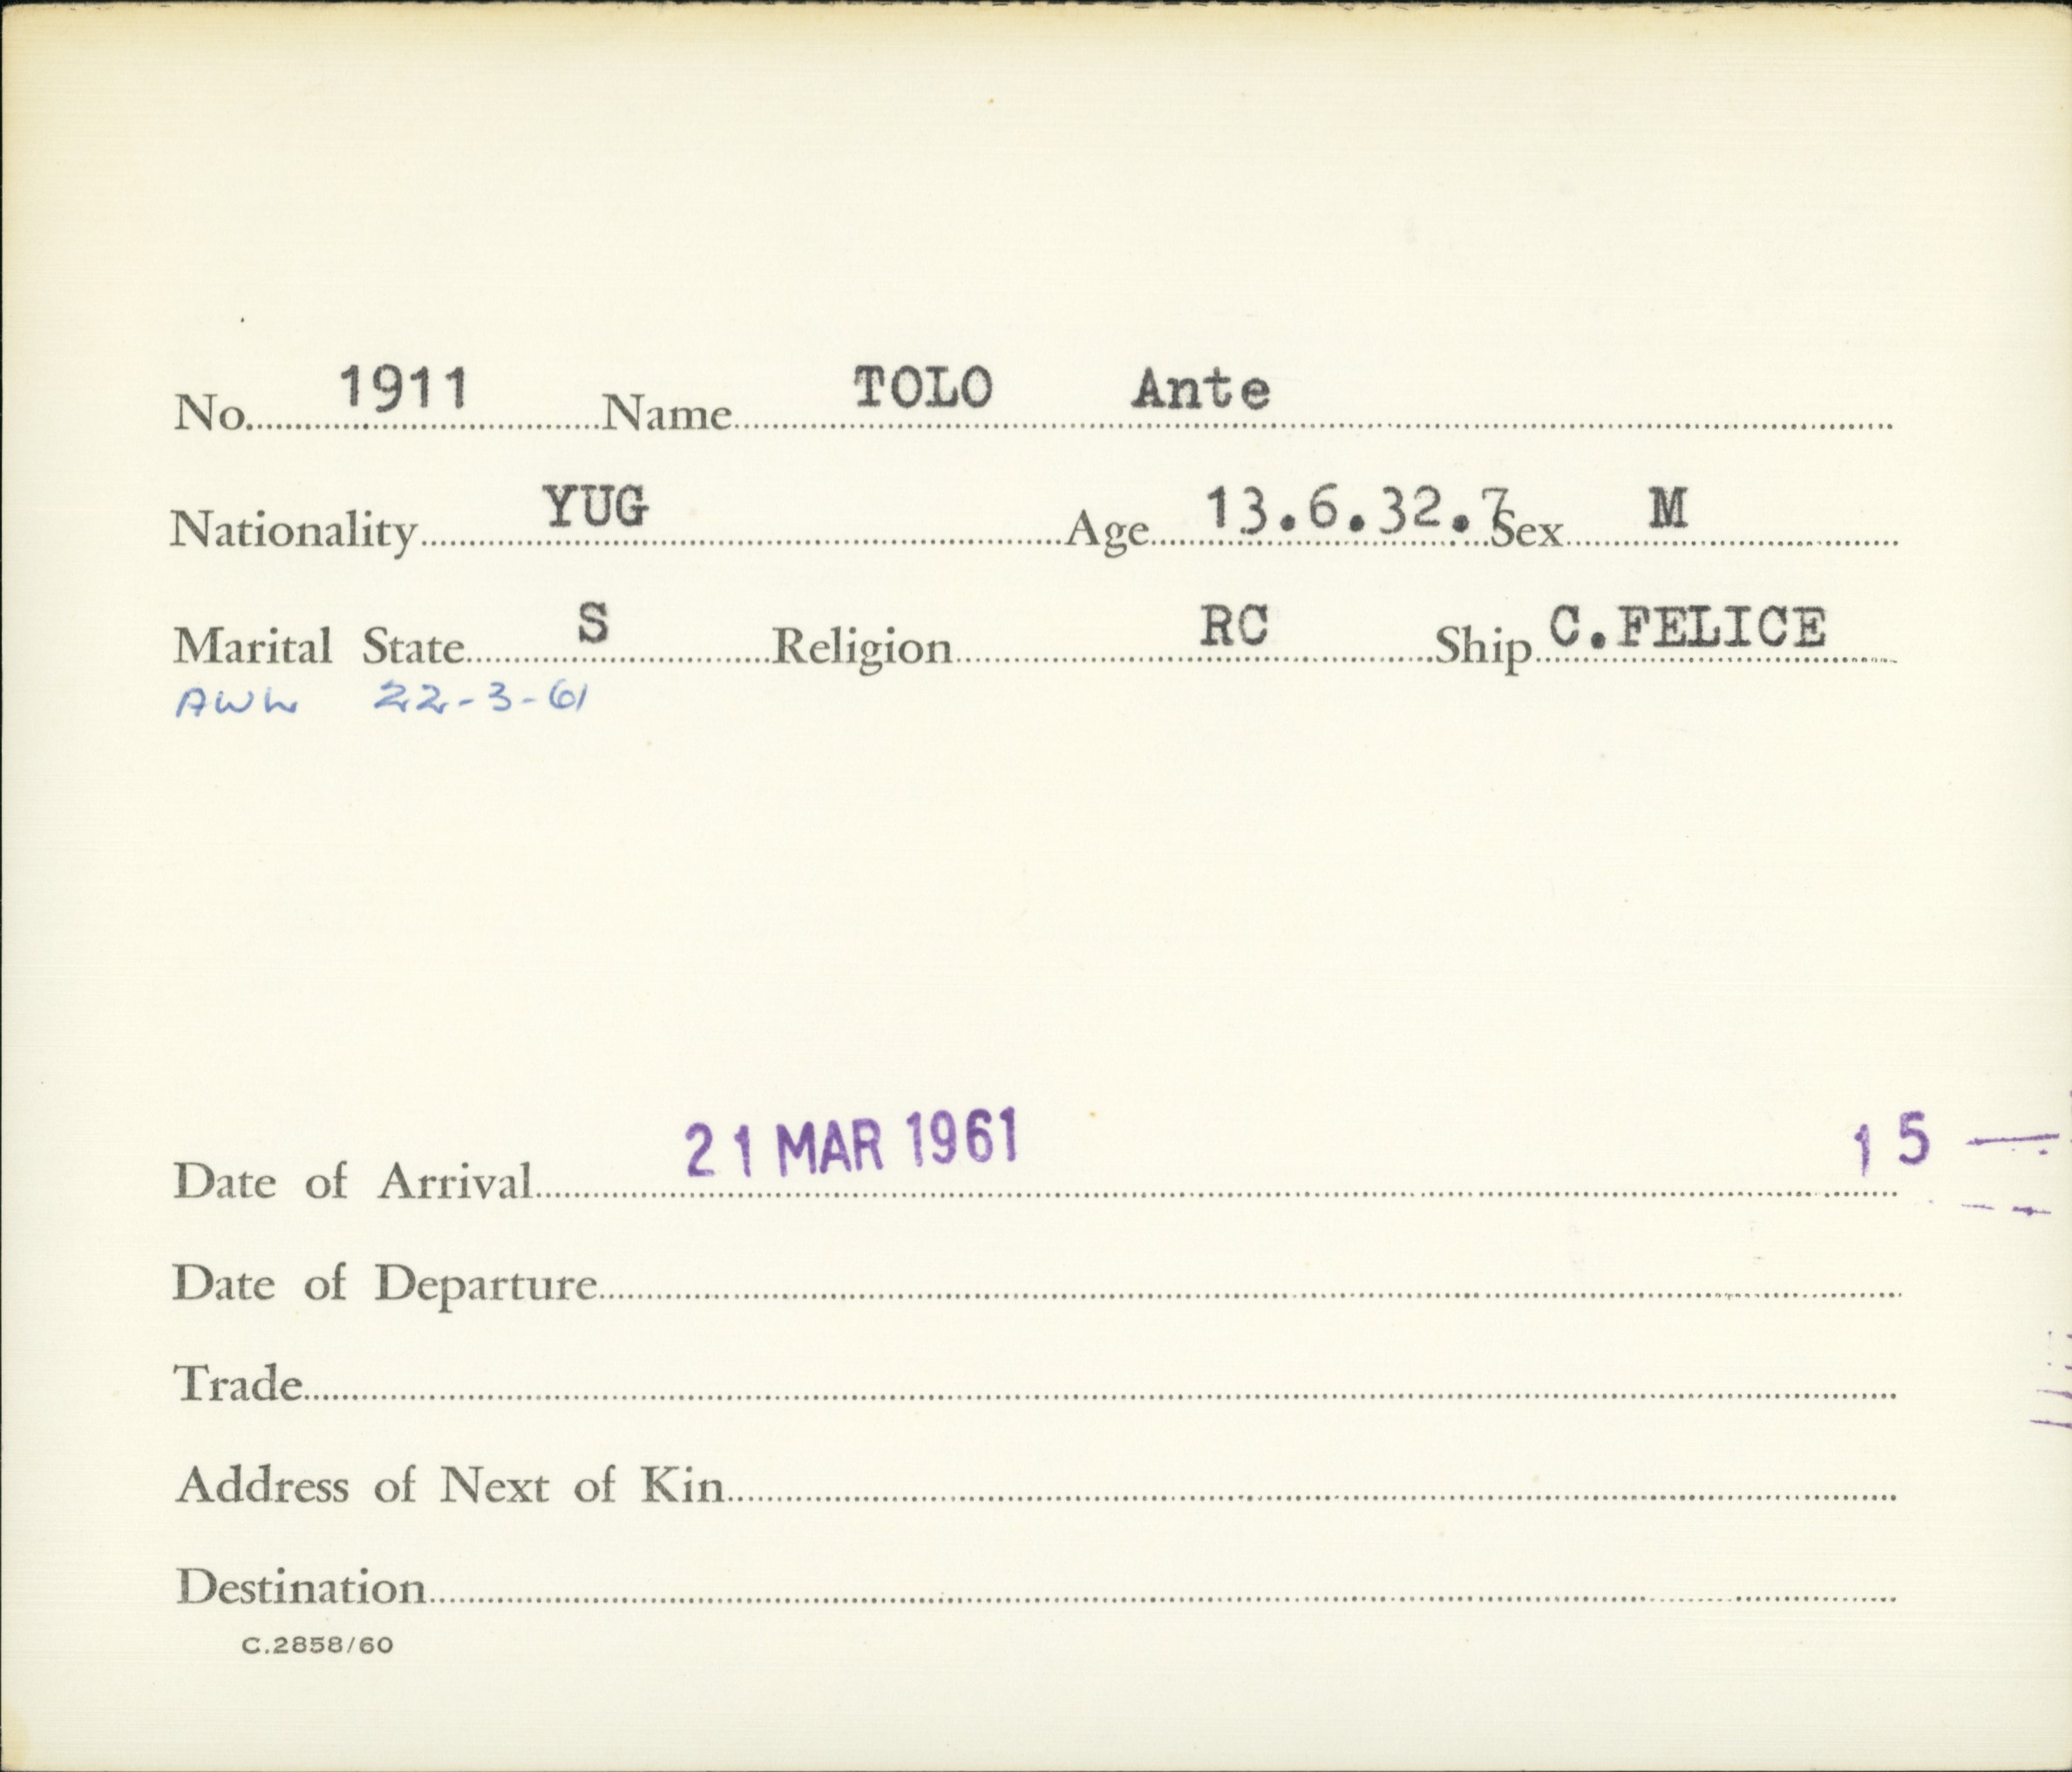 No. 1911 Name TOLO Ante
Nationality YUG Age 13.6.32.7 Sex M
Marital State S Religion RC Ship C.FELICE
22-3-61
Date of Arrival 21 MAR 1961 15
Date of Departure
Trade
Address of Next of Kin
Destination
C.2858/60